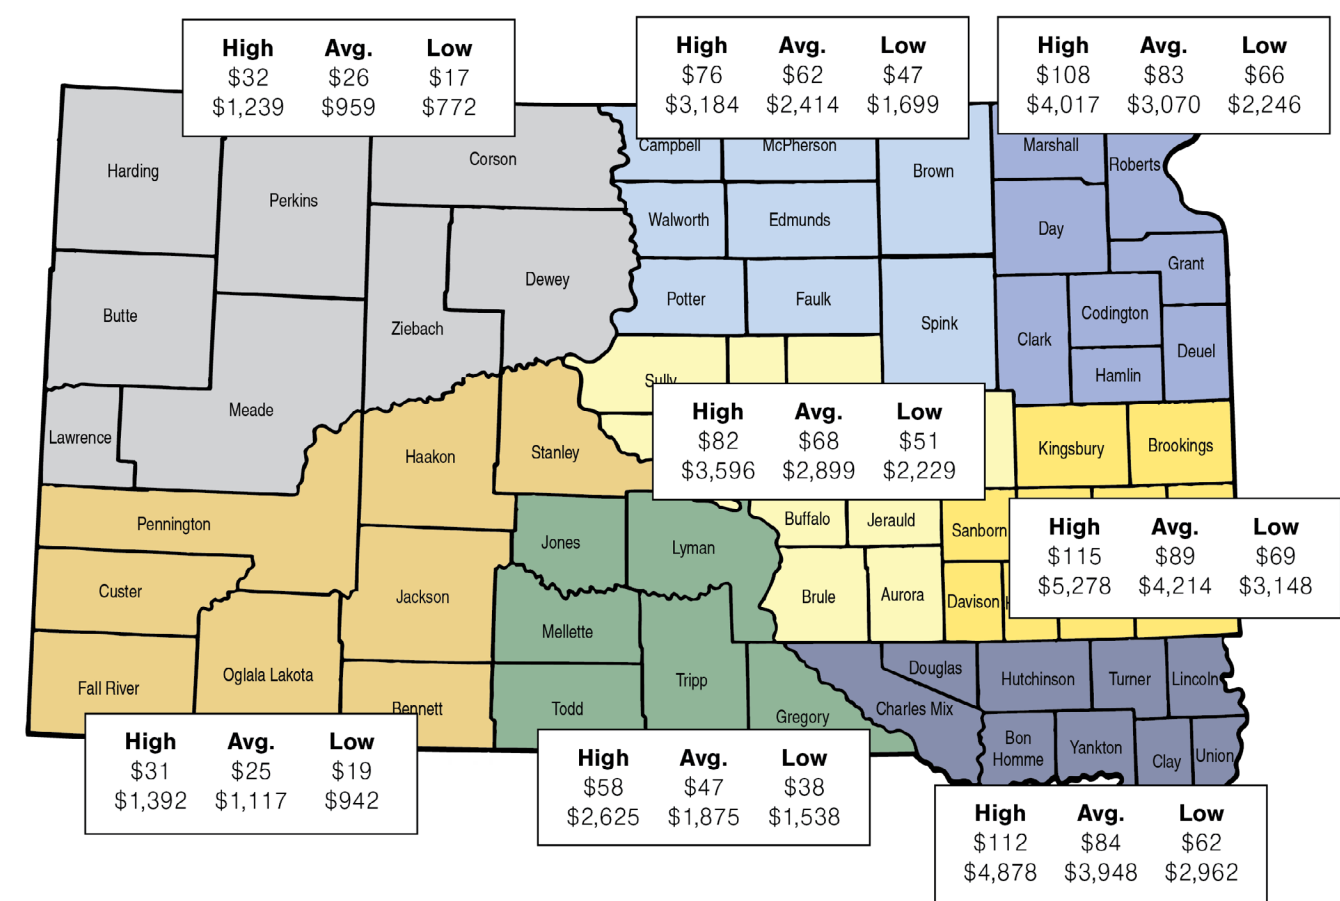 High Avg. Low
$32 $26 $17
$1,239 $959 $772
High Avg. Low
$76 $62 $47
$3,184 $2,414 $1,699
High Avg. Low
$108 $83 $66
$4,017 $3,070 $2,246
Harding
Perkins
Corson
Campbell
McPherson
Brown
Marshall
Roberts
Walworth
Edmunds
Day
Grant
Butte
Ziebach
Dewey
Potter
Faulk
Spink
Clark
Codington
Hamlin
Deuel
Lawrence
Meade
Sully
High Avg. Low
$82 $68 $51
$3,596 $2,899 $2,229
Haakon
Stanley
Kingsbury
Brookings
Pennington
Jones
Lyman
Buffalo
Jerauld
Sanborn
High Avg. Low
$115 $89 $69
$5,278 $4,214 $3,148
Custer
Jackson
Mellette
Brule
Aurora
Davison
Fall River
Oglala Lakota
Bennett
Todd
Tripp
Gregory
Charles Mix
Douglas
Hutchinson
Turner
Lincoln
Bon
Homme
Yankton
Clay
Union
High Avg. Low
$31 $25 $19
$1,392 $1,117 $942
High Avg. Low
$58 $47 $38
$2,625 $1,875 $1,538
High Avg. Low
$112 $84 $62
$4,878 $3,948 $2,962